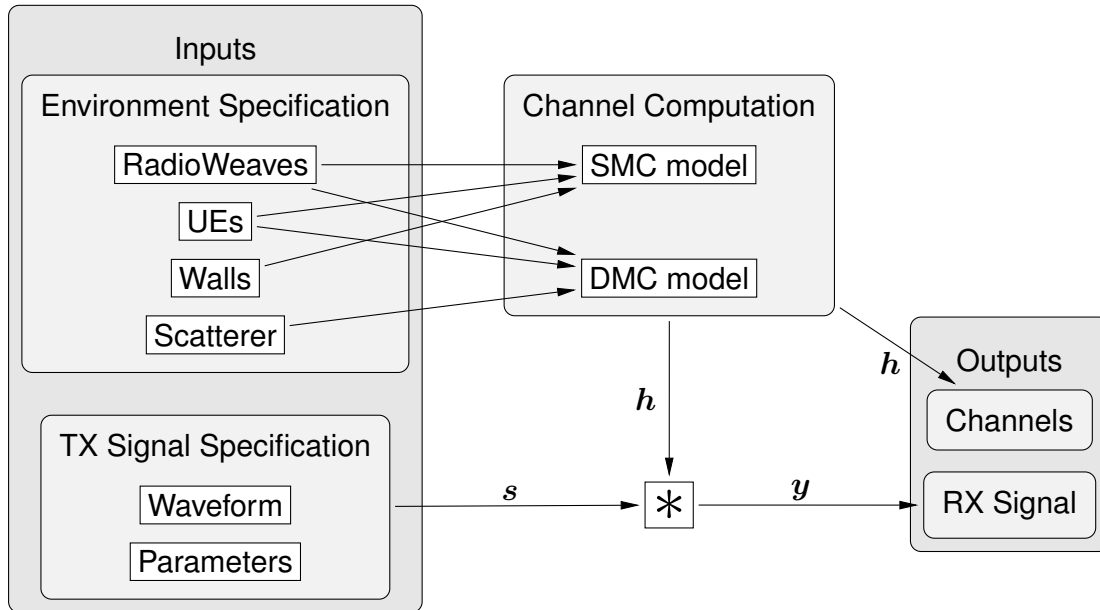 Inputs
Environment Specification
RadioWeaves
UEs
Walls
Scatterer
TX Signal Specification
Waveform
Parameters
Channel Computation
SMC model
DMC model
h
h
s
*
y
Outputs
Channels
RX Signal